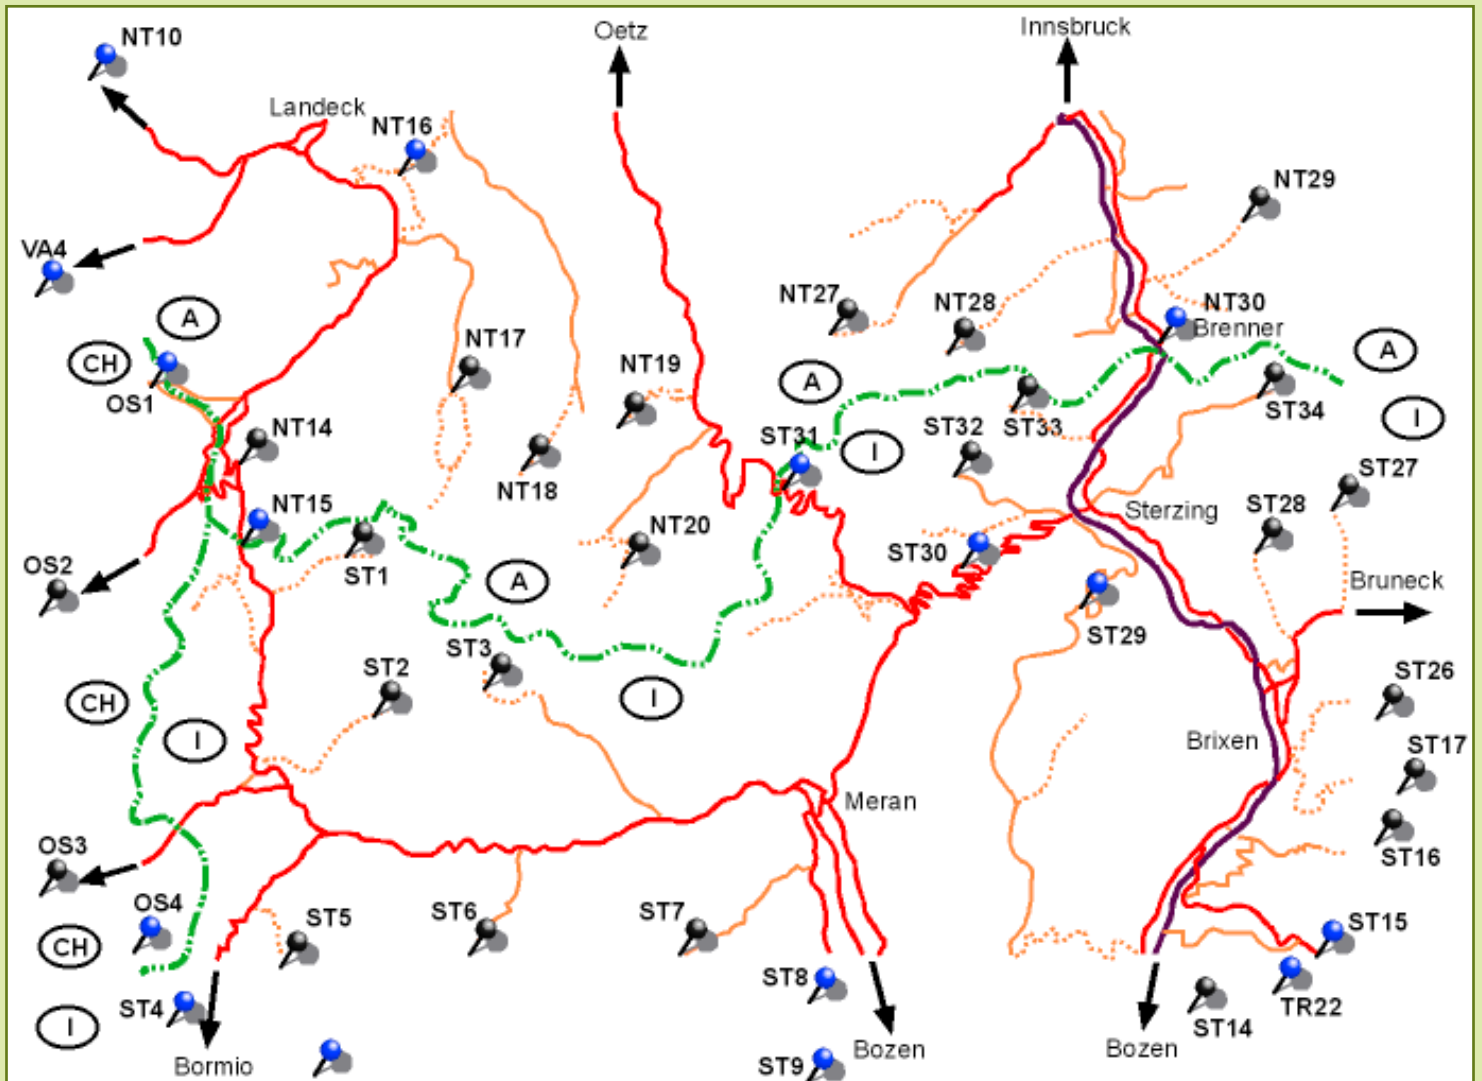 Innsbruck
Oetz
NT10
Landeck
NT16
NT29
VA4
NT27
NT28
NT30
Brenner
A
CH
OS1
NT17
NT19
A
A
I
ST34
ST33
ST32
ST31
I
NT14
NT18
ST27
NT15
NT20
Sterzing
ST28
ST30
OS2
ST1
A
Bruneck
ST29
ST3
ST2
ST26
CH
I
I
Brixen
ST17
Meran
OS3
ST16
OS4
ST5
ST6
ST7
ST15
CH
ST8
ST4
TR22
ST14
I
Bormio
ST9
Bozen
Bozen